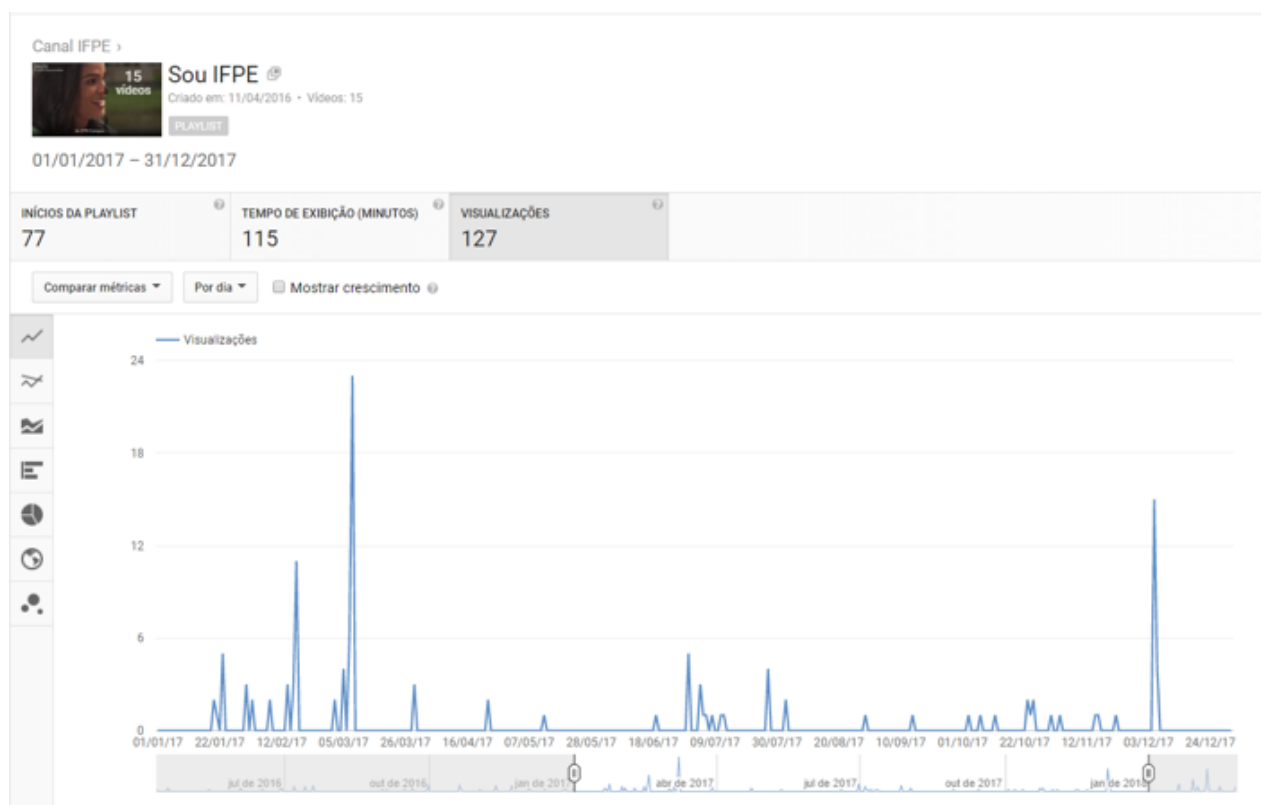 Canal IFPE ›
15
vídeos
Sou IFPE
Criado em: 11/04/2016 • Vídeos: 15
PLAYLIST
01/01/2017 – 31/12/2017
INÍCIOS DA PLAYLIST
77
TEMPO DE EXIBIÇÃO (MINUTOS)
115
VISUALIZAÇÕES
127
Comparar métricas
Por dia
Mostrar crescimento
Visualizações
24
18
12
6
0
01/01/17 22/01/17 12/02/17 05/03/17 26/03/17 16/04/17 07/05/17 28/05/17 18/06/17 09/07/17 30/07/17 20/08/17 10/09/17 01/10/17 22/10/17 12/11/17 03/12/17 24/12/17
jul de 2016 out de 2016 jan de 2017 abr de 2017 jul de 2017 out de 2017 jan de 2018